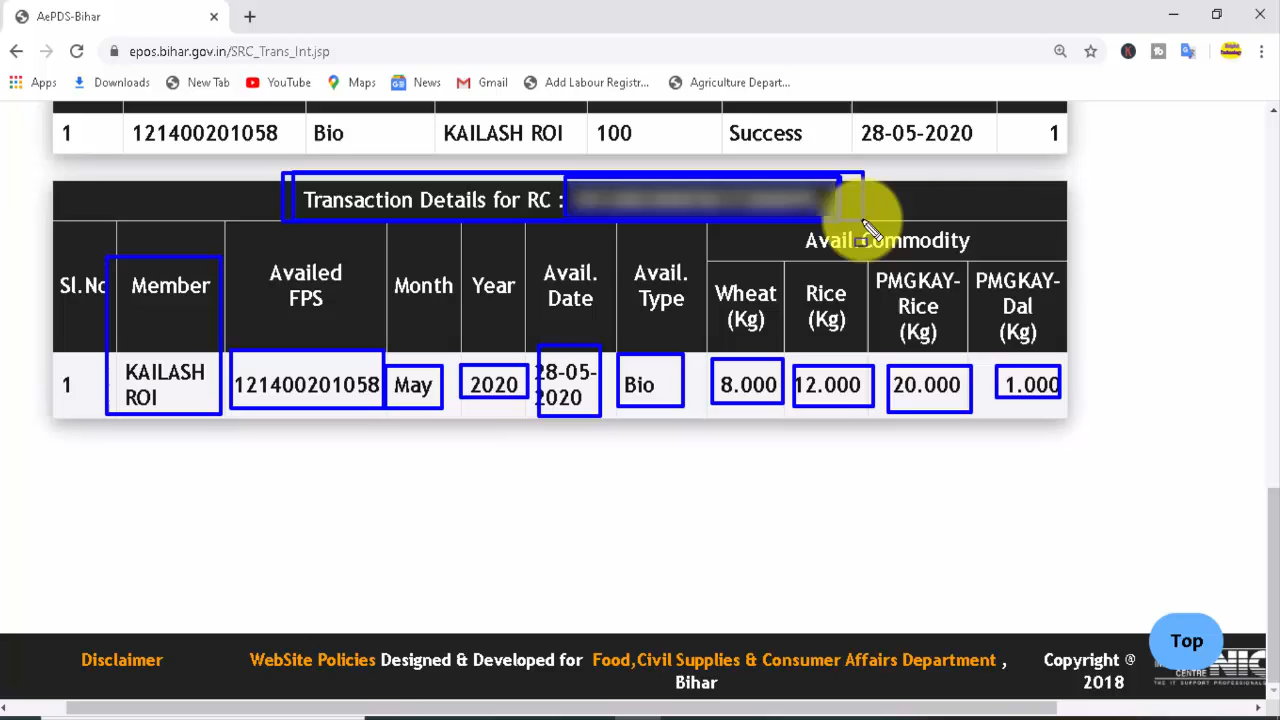 AePDS-Bihar
epos.bihar.gov.in/SRC_Trans_Int.jsp
Apps Downloads New Tab YouTube Maps News Gmail Add Labour Registr... Agriculture Depart...
1 121400201058 Bio KAILASH ROI 100 Success 28-05-2020 1
Transaction Details for RC :
Sl.No Member Availed FPS Month Year Avail. Date Avail. Type Avail.Commodity
Wheat (Kg) Rice (Kg) PMGKAY-Rice (Kg) PMGKAY-Dal (Kg)
1 KAILASH ROI 121400201058 May 2020 28-05-2020 Bio 8.000 12.000 20.000 1.000
Top
Disclaimer WebSite Policies Designed & Developed for Food,Civil Supplies & Consumer Affairs Department , Copyright ©
Bihar 2018
NIC
CENTRE